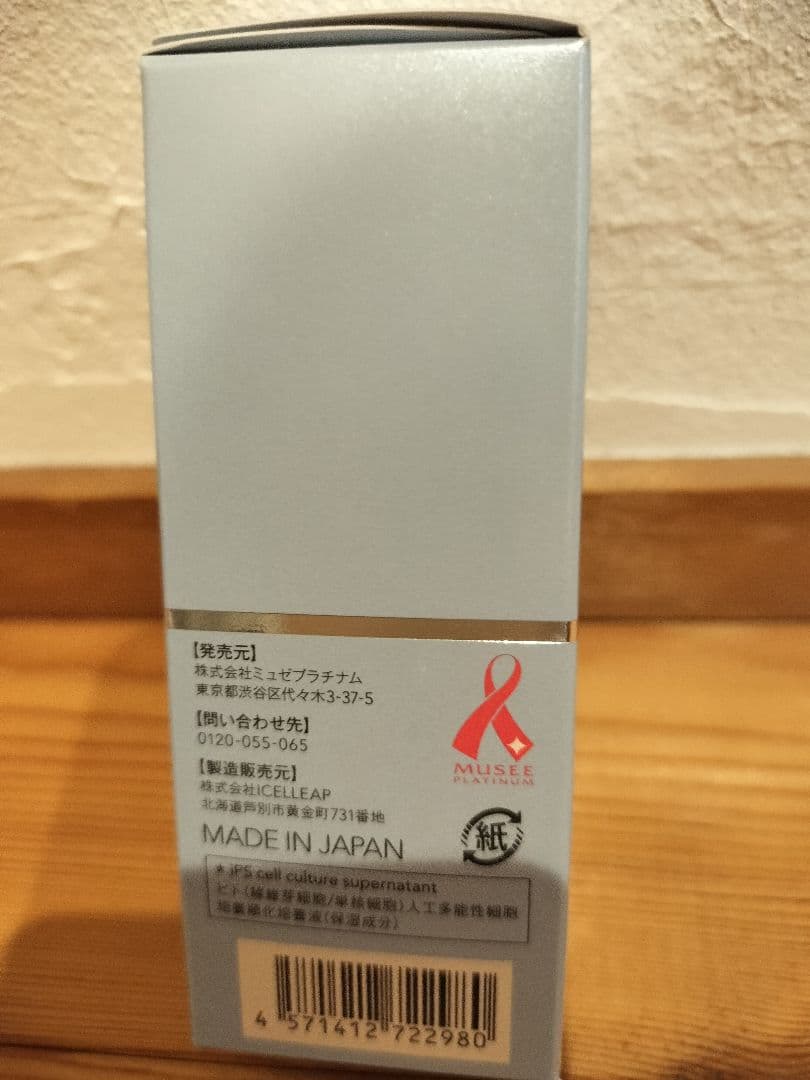 【発売元】
株式会社ミュゼプラチナム
東京都渋谷区代々木3-37-5
【問い合わせ先】
0120-055-065
【製造販売元】
株式会社ICELLEAP
北海道芦別市黄金町731番地
MADE IN JAPAN
MUSEE
PLATINUM
紙
* iPS cell culture supernatant
ヒト(線維芽細胞/単核細胞)人工多能性細胞
培養順化培養液(保湿成分)
4 571412 722980